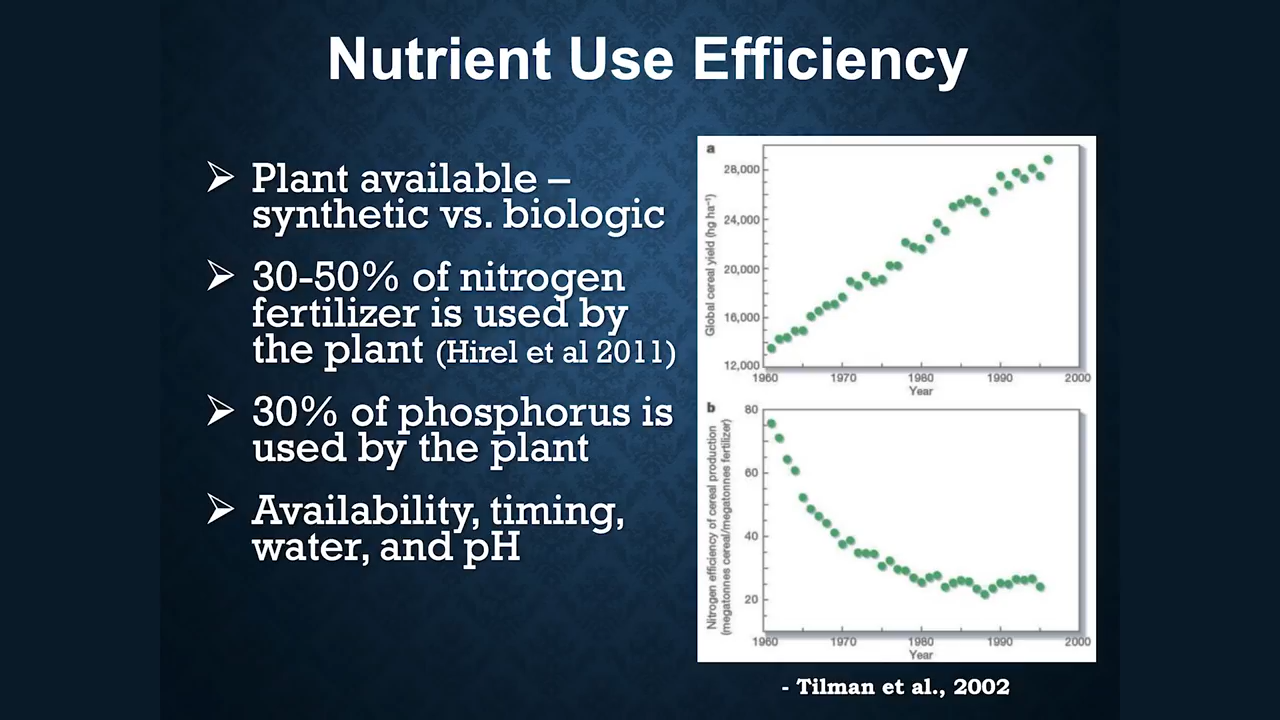 Nutrient Use Efficiency
➢ Plant available –
synthetic vs. biologic
➢ 30-50% of nitrogen
fertilizer is used by
the plant (Hirel et al 2011)
➢ 30% of phosphorus is
used by the plant
➢ Availability, timing,
water, and pH
a
Global cereal yield (hg ha⁻¹)
28,000
24,000
20,000
16,000
12,000
1960 1970 1980 1990 2000
Year
b
Nitrogen efficiency of cereal production
(megatonnes cereal/megatonnes fertilizer)
80
60
40
20
1960 1970 1980 1990 2000
Year
- Tilman et al., 2002